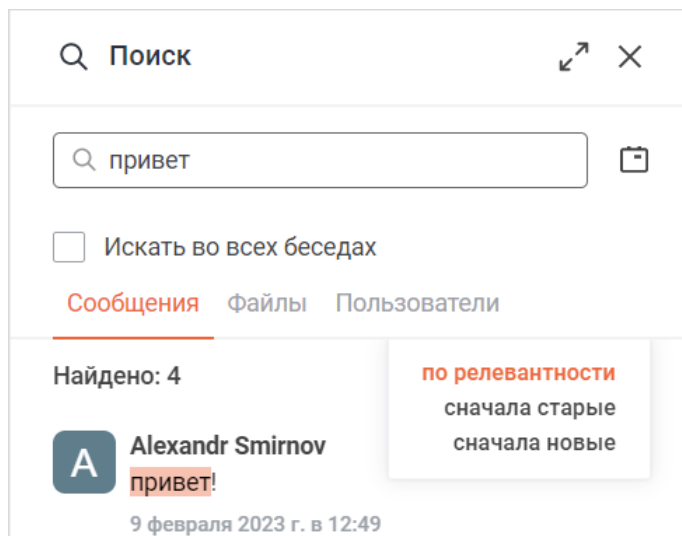 Поиск
привет
Искать во всех беседах
Сообщения Файлы Пользователи
Найдено: 4
по релевантности
сначала старые
сначала новые
A
Alexandr Smirnov
привет!
9 февраля 2023 г. в 12:49